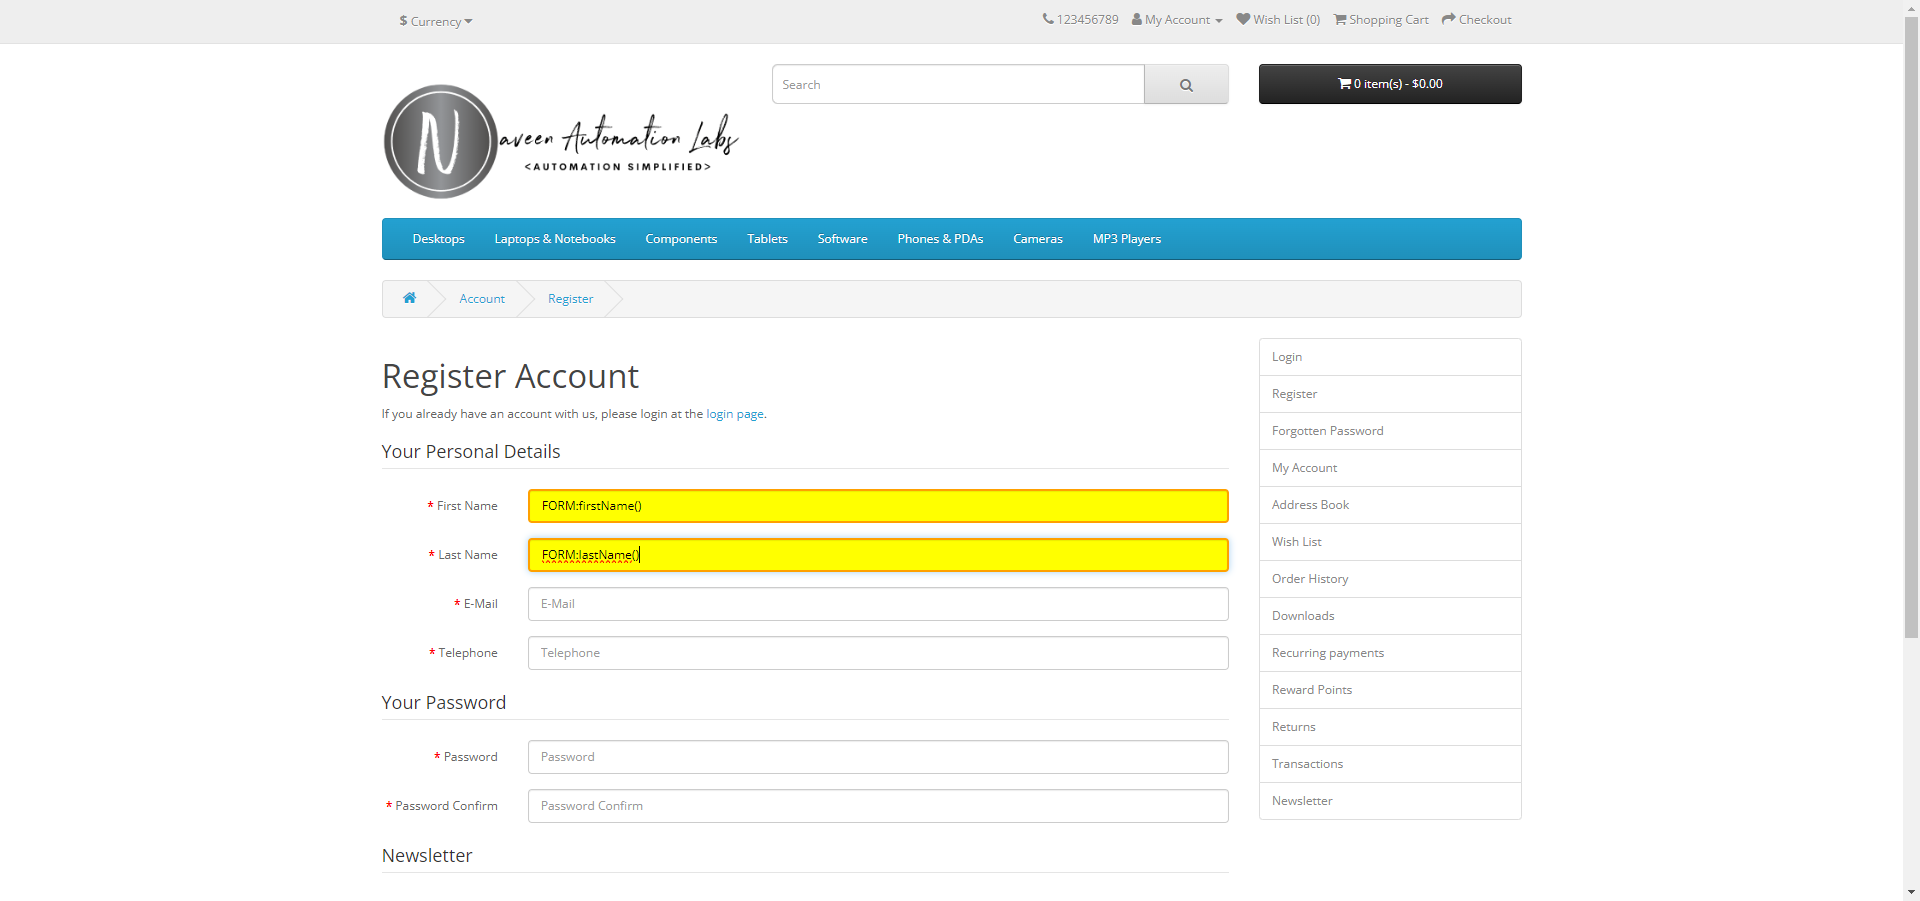 $ Currency
123456789
My Account
Wish List (0)
Shopping Cart
Checkout
N
aveen Automation Labs
<AUTOMATION SIMPLIFIED>
Search
0 item(s) - $0.00
Desktops
Laptops & Notebooks
Components
Tablets
Software
Phones & PDAs
Cameras
MP3 Players
Account
Register
Register Account
If you already have an account with us, please login at the login page.
Your Personal Details
* First Name
FORM:firstName()
* Last Name
FORM:lastName()
* E-Mail
E-Mail
* Telephone
Telephone
Your Password
* Password
Password
* Password Confirm
Password Confirm
Newsletter
Login
Register
Forgotten Password
My Account
Address Book
Wish List
Order History
Downloads
Recurring payments
Reward Points
Returns
Transactions
Newsletter